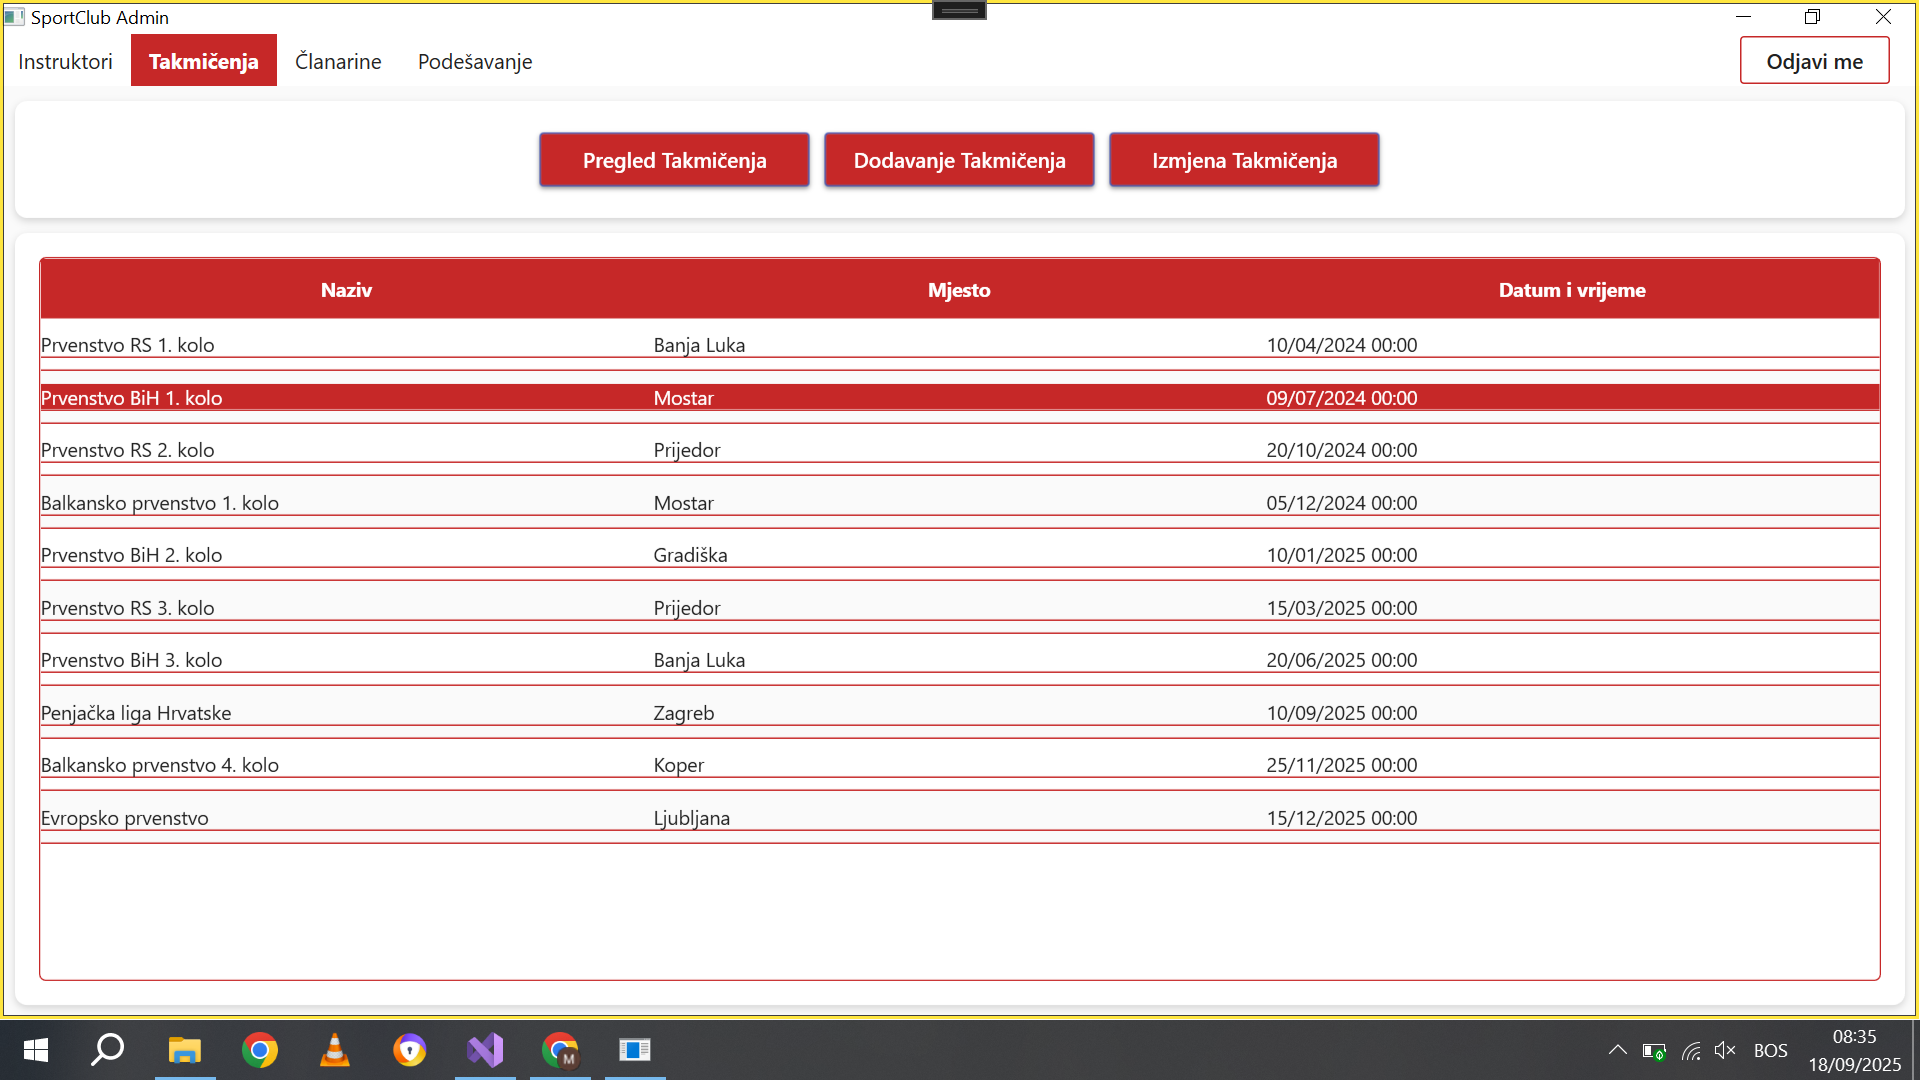 SportClub Admin
Instruktori Takmičenja Članarine Podešavanje Odjavi me
Pregled Takmičenja Dodavanje Takmičenja Izmjena Takmičenja
Naziv Mjesto Datum i vrijeme
Prvenstvo RS 1. kolo Banja Luka 10/04/2024 00:00
Prvenstvo BiH 1. kolo Mostar 09/07/2024 00:00
Prvenstvo RS 2. kolo Prijedor 20/10/2024 00:00
Balkansko prvenstvo 1. kolo Mostar 05/12/2024 00:00
Prvenstvo BiH 2. kolo Gradiška 10/01/2025 00:00
Prvenstvo RS 3. kolo Prijedor 15/03/2025 00:00
Prvenstvo BiH 3. kolo Banja Luka 20/06/2025 00:00
Penjačka liga Hrvatske Zagreb 10/09/2025 00:00
Balkansko prvenstvo 4. kolo Koper 25/11/2025 00:00
Evropsko prvenstvo Ljubljana 15/12/2025 00:00
M
BOS
08:35
18/09/2025